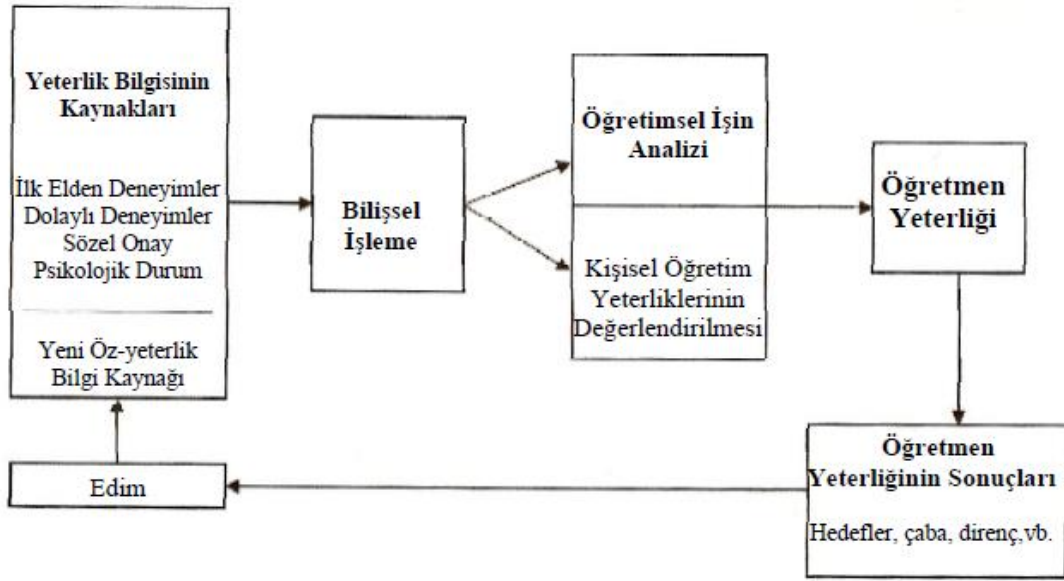 Yeterlik Bilgisinin
Kaynakları
İlk Elden Deneyimler
Dolaylı Deneyimler
Sözel Onay
Psikolojik Durum
Yeni Öz-yeterlik
Bilgi Kaynağı
Bilişsel
İşleme
Öğretimsel İşin
Analizi
Kişisel Öğretim
Yeterliklerinin
Değerlendirilmesi
Öğretmen
Yeterliği
Öğretmen
Yeterliğinin Sonuçları
Hedefler, çaba, direnç,vb.
Edim